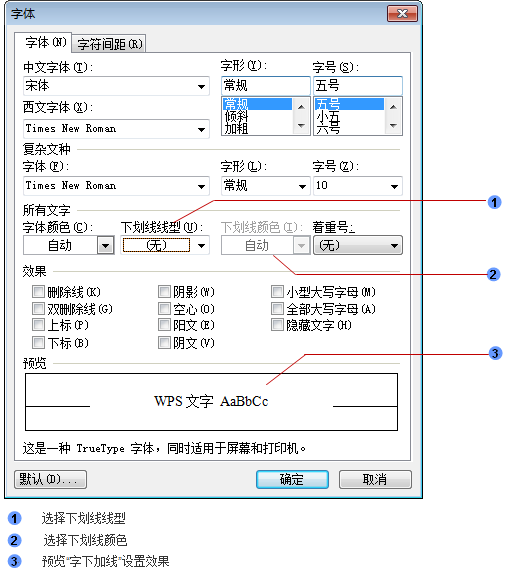 字体
字体(N) 字符间距(R)
中文字体(T): 字形(Y): 字号(S):
宋体 常规 五号
西文字体(X): 常规 五号
倾斜 小五
Times New Roman 加粗 六号
复杂文种
字体(F): 字形(L): 字号(Z):
Times New Roman 常规 10
所有文字
字体颜色(C): 下划线线型(U): 下划线颜色(I): 着重号:
自动 (无) 自动 (无)
效果
删除线(K) 阴影(W) 小型大写字母(M)
双删除线(G) 空心(O) 全部大写字母(A)
上标(P) 阳文(E) 隐藏文字(H)
下标(B) 阴文(V)
预览
WPS 文字 AaBbCc
这是一种 TrueType 字体，同时适用于屏幕和打印机。
默认(D)... 确定 取消
1
2
3
1 选择下划线线型
2 选择下划线颜色
3 预览“字下加线”设置效果